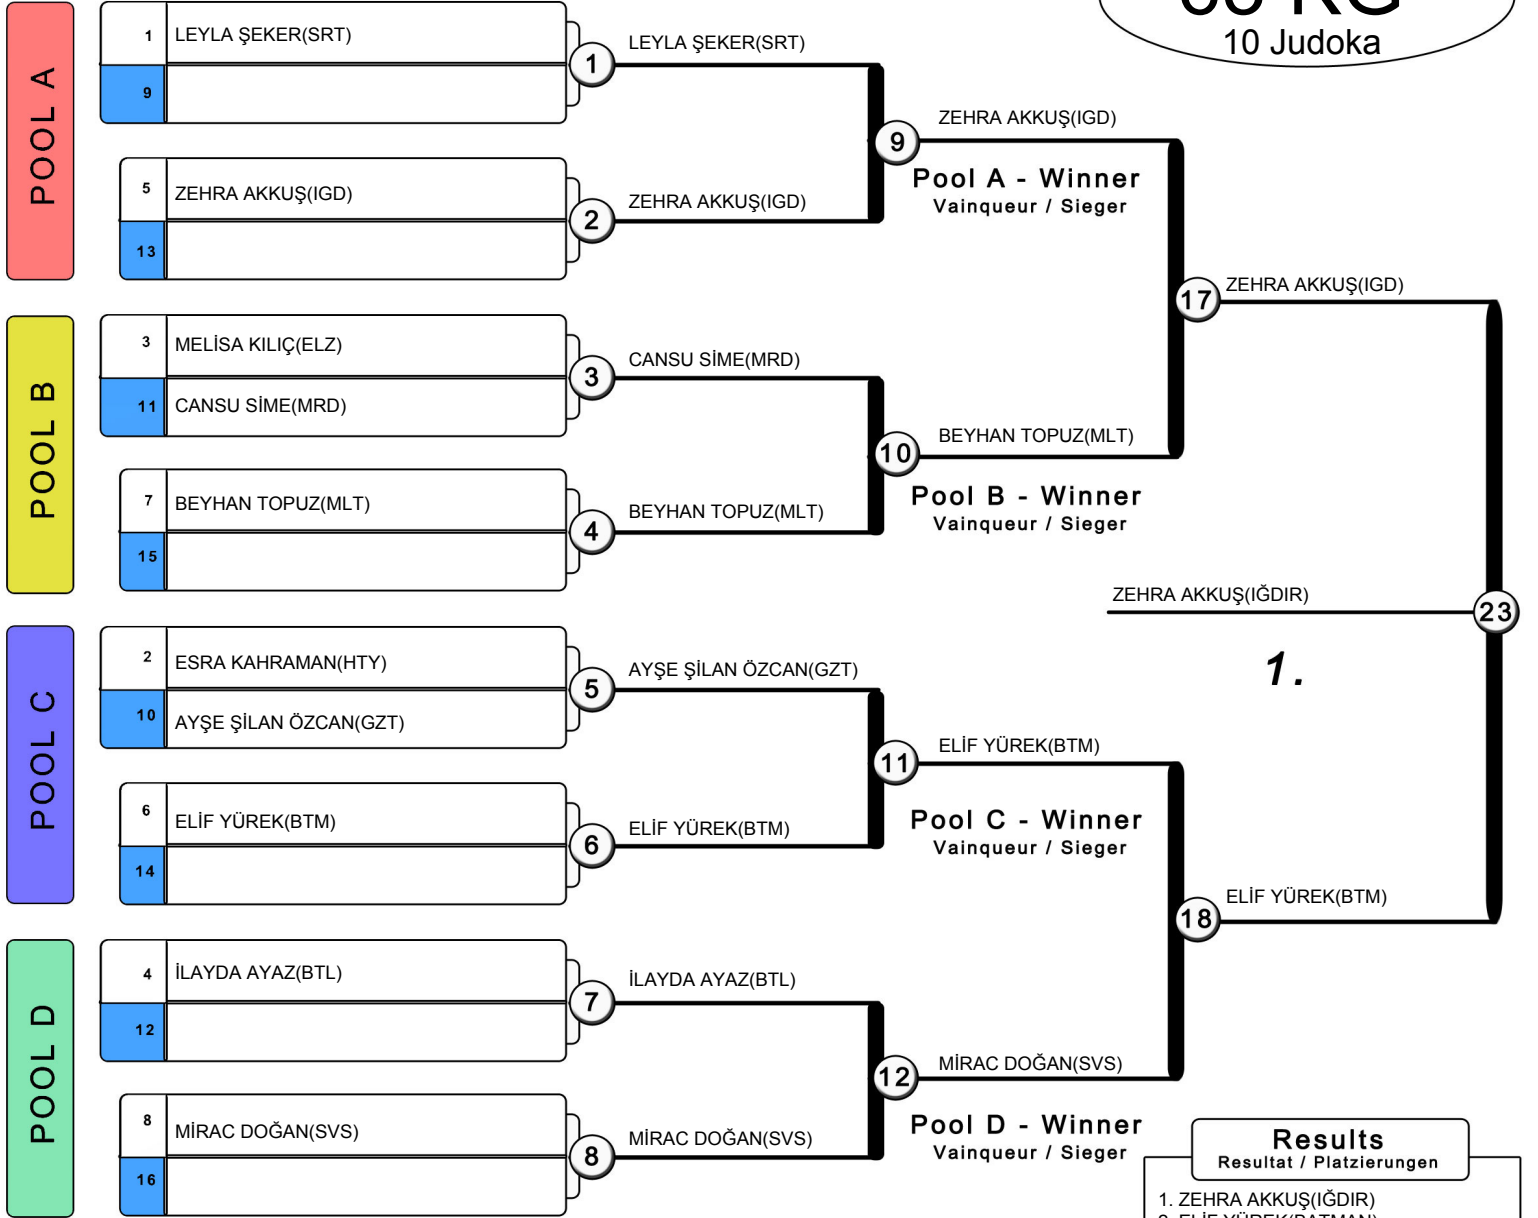 KG
10 Judoka
POOL A
1 LEYLA ŞEKER(SRT)
9
1
LEYLA ŞEKER(SRT)
5 ZEHRA AKKUŞ(IGD)
13
2
ZEHRA AKKUŞ(IGD)
9
ZEHRA AKKUŞ(IGD)
Pool A - Winner
Vainqueur / Sieger
POOL B
3 MELİSA KILIÇ(ELZ)
11 CANSU SİME(MRD)
3
CANSU SİME(MRD)
7 BEYHAN TOPUZ(MLT)
15
4
BEYHAN TOPUZ(MLT)
10
BEYHAN TOPUZ(MLT)
Pool B - Winner
Vainqueur / Sieger
17
ZEHRA AKKUŞ(IGD)
POOL C
2 ESRA KAHRAMAN(HTY)
10 AYŞE ŞİLAN ÖZCAN(GZT)
5
AYŞE ŞİLAN ÖZCAN(GZT)
6 ELİF YÜREK(BTM)
14
6
ELİF YÜREK(BTM)
11
ELİF YÜREK(BTM)
Pool C - Winner
Vainqueur / Sieger
POOL D
4 İLAYDA AYAZ(BTL)
12
7
İLAYDA AYAZ(BTL)
8 MİRAC DOĞAN(SVS)
16
8
MİRAC DOĞAN(SVS)
12
MİRAC DOĞAN(SVS)
Pool D - Winner
Vainqueur / Sieger
18
ELİF YÜREK(BTM)
ZEHRA AKKUŞ(IĞDIR)
23
1.
Results
Resultat / Platzierungen
1. ZEHRA AKKUŞ(IĞDIR)
2. ELİF YÜREK(BATMAN)